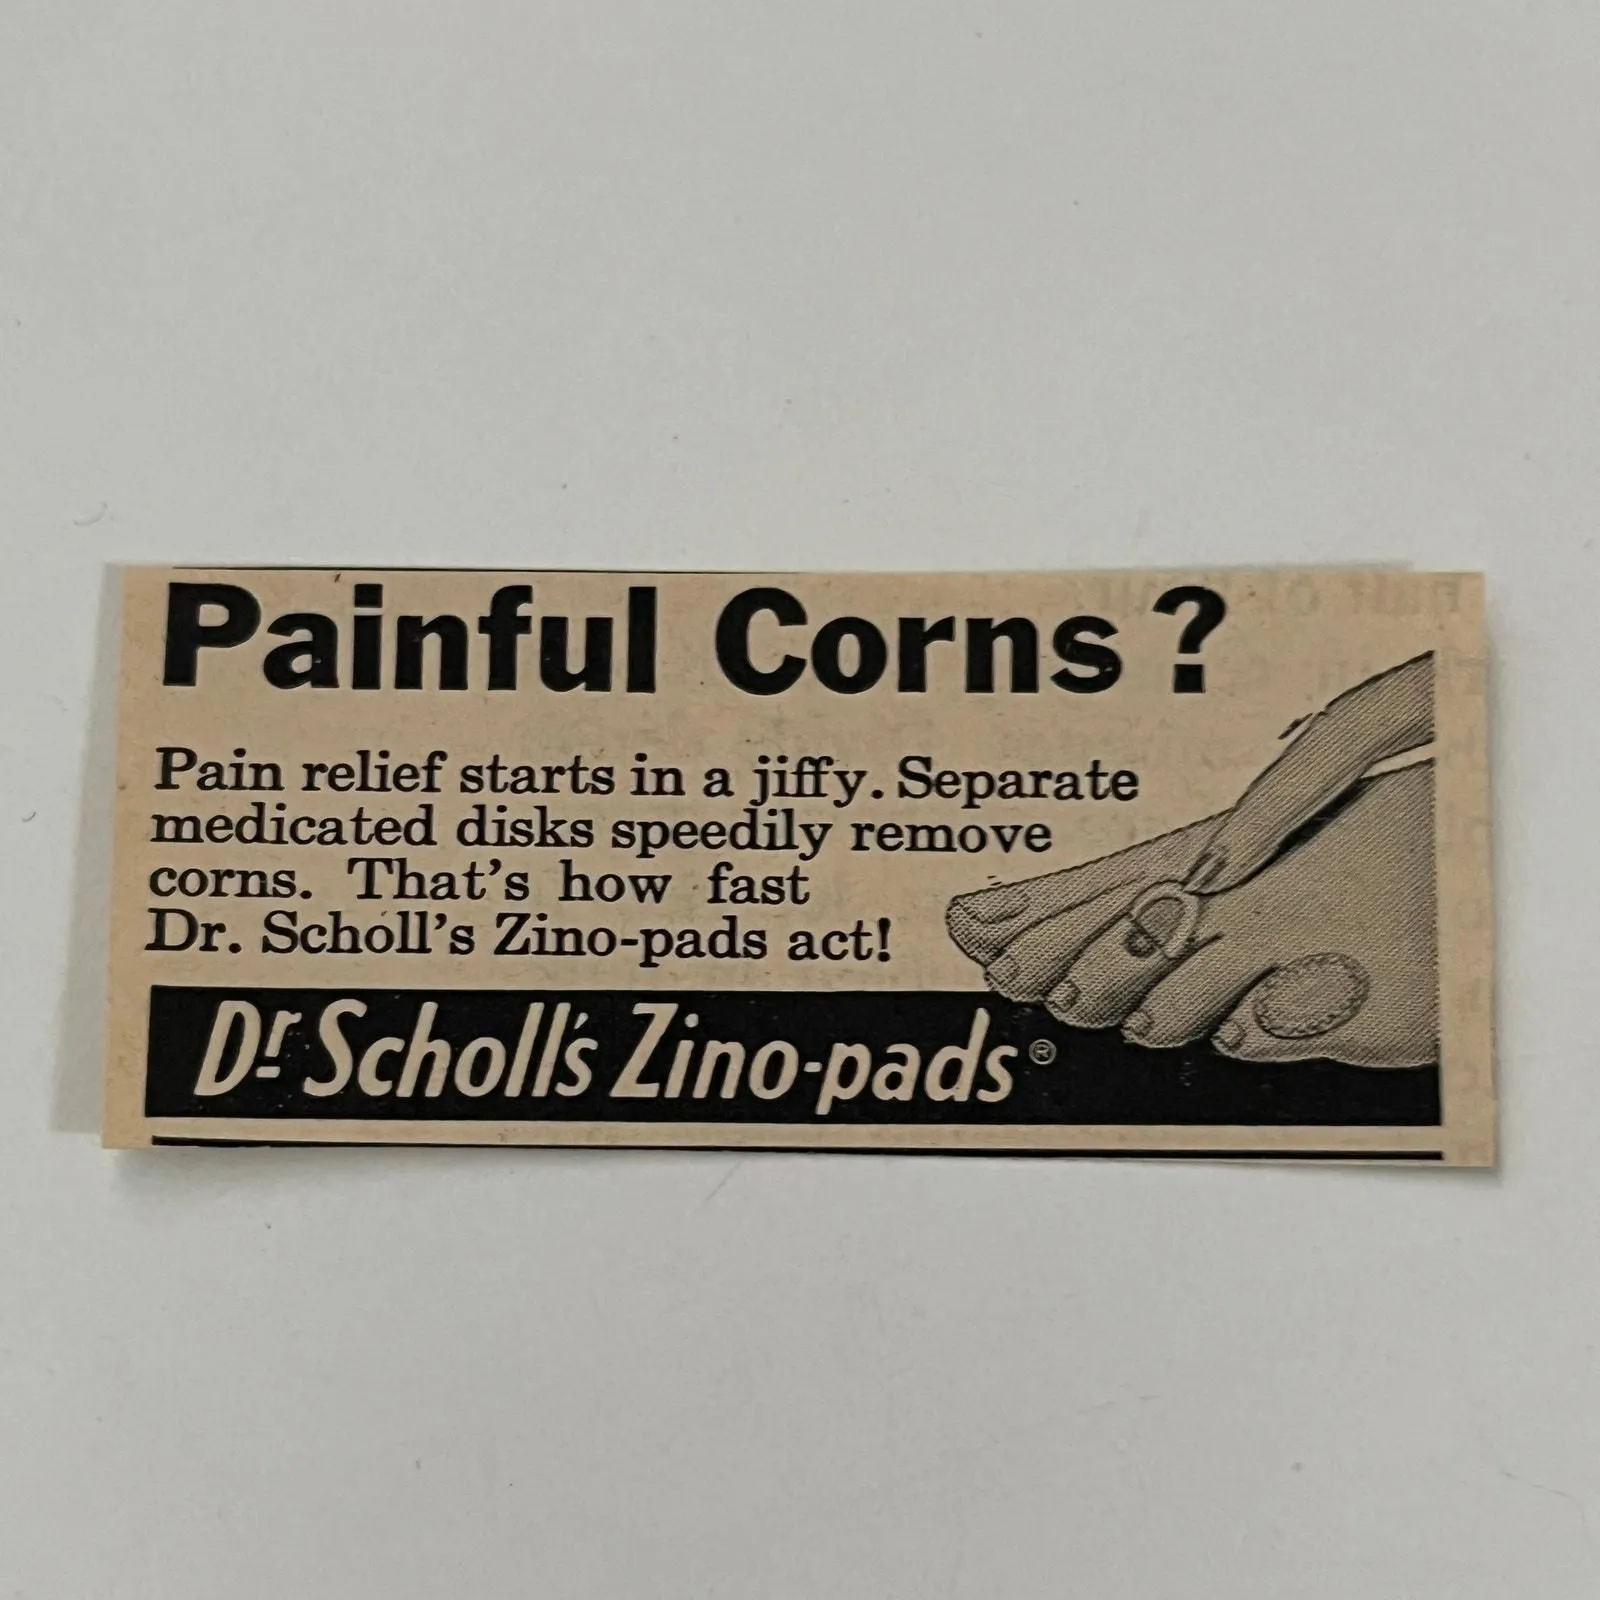 Painful Corns?
Pain relief starts in a jiffy. Separate
medicated disks speedily remove
corns. That's how fast
Dr. Scholl's Zino-pads act!
Dr. Scholl's Zino-pads®